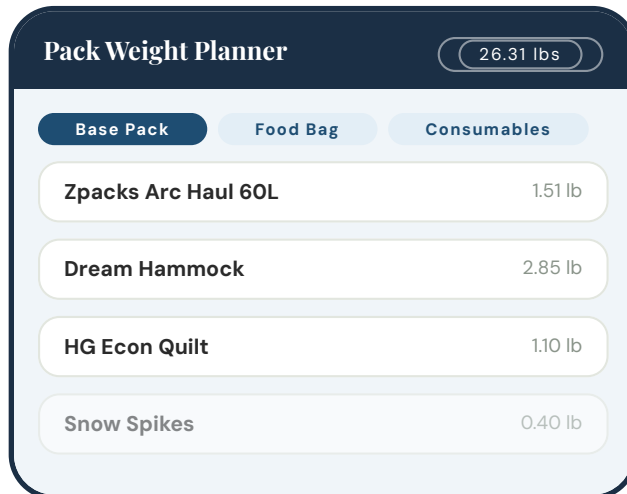 Pack Weight Planner
26.31 lbs
Base Pack
Food Bag
Consumables
Zpacks Arc Haul 60L
1.51 lb
Dream Hammock
2.85 lb
HG Econ Quilt
1.10 lb
Snow Spikes
0.40 lb